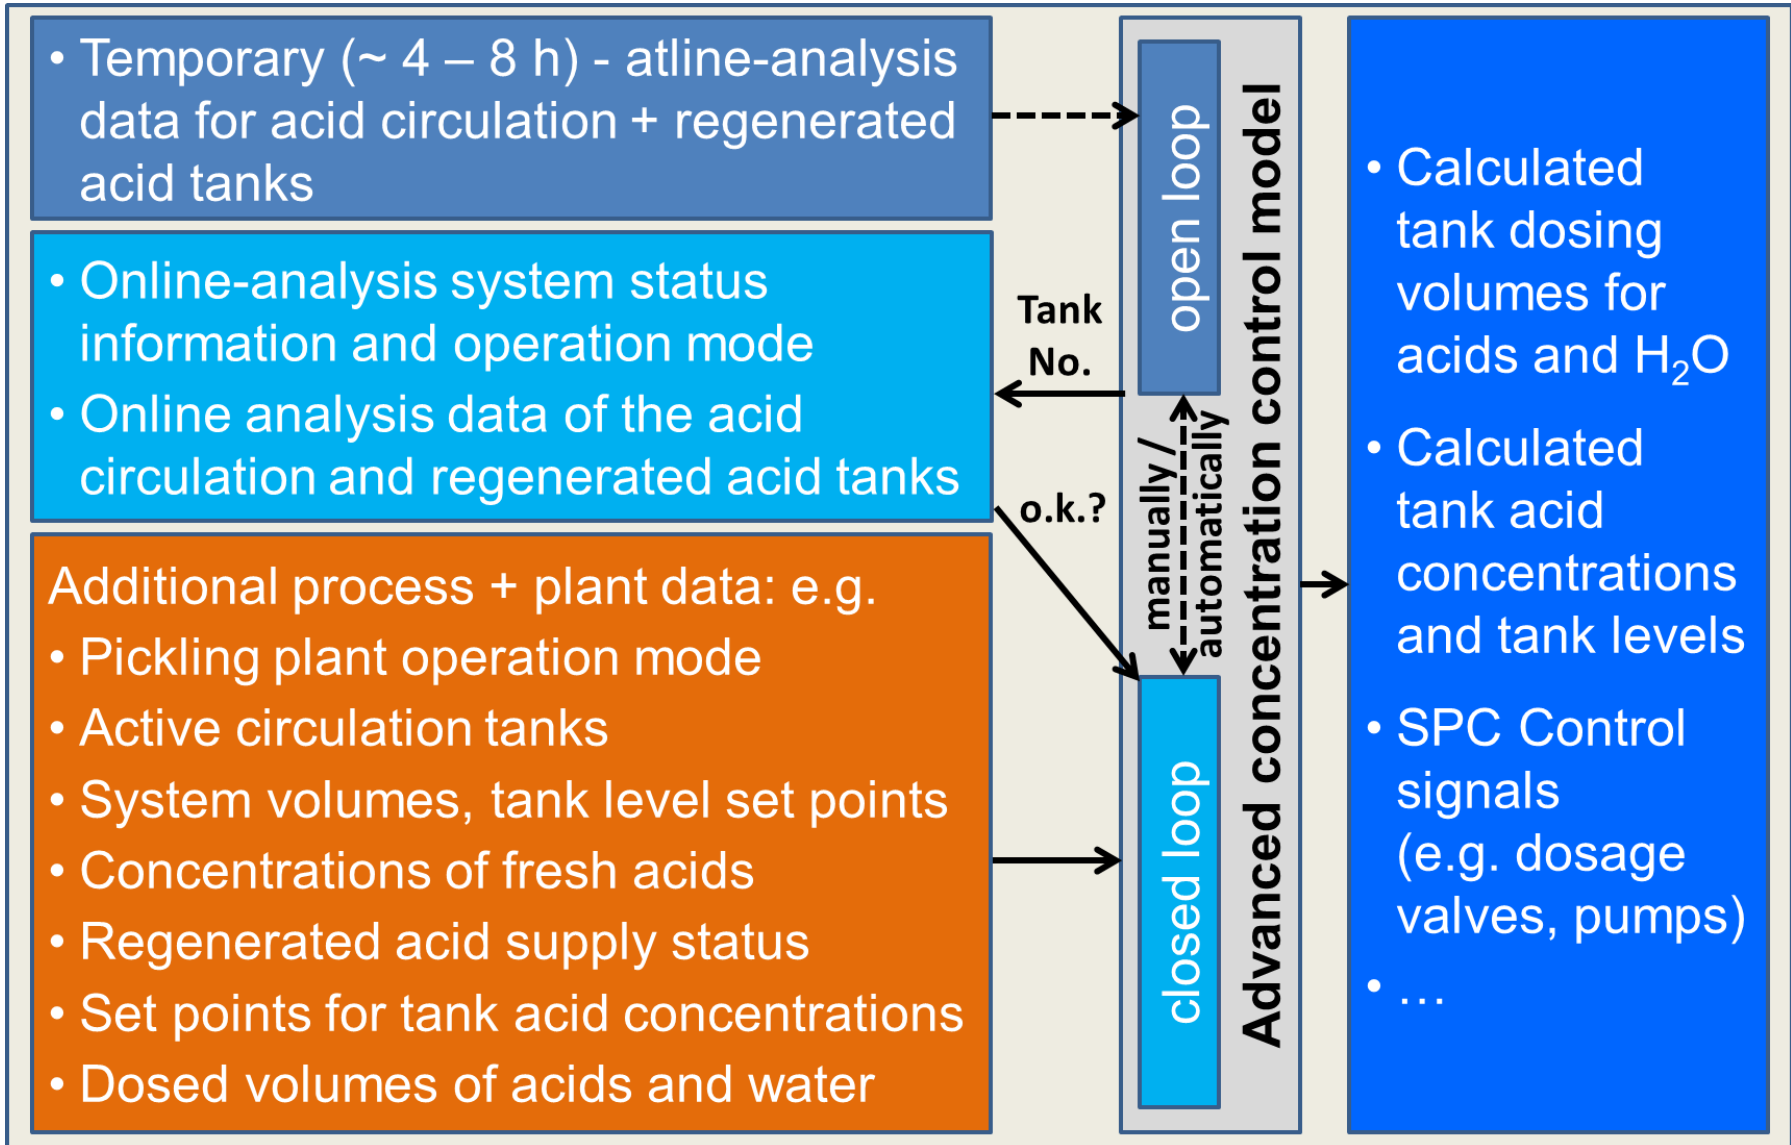 • Temporary (~ 4 – 8 h) - atline-analysis
data for acid circulation + regenerated
acid tanks
• Online-analysis system status
information and operation mode
• Online analysis data of the acid
circulation and regenerated acid tanks
Additional process + plant data: e.g.
• Pickling plant operation mode
• Active circulation tanks
• System volumes, tank level set points
• Concentrations of fresh acids
• Regenerated acid supply status
• Set points for tank acid concentrations
• Dosed volumes of acids and water
Tank
No.
o.k.?
open loop
manually /
automatically
closed loop
Advanced concentration control model
• Calculated
tank dosing
volumes for
acids and H₂O
• Calculated
tank acid
concentrations
and tank levels
• SPC Control
signals
(e.g. dosage
valves, pumps)
• …